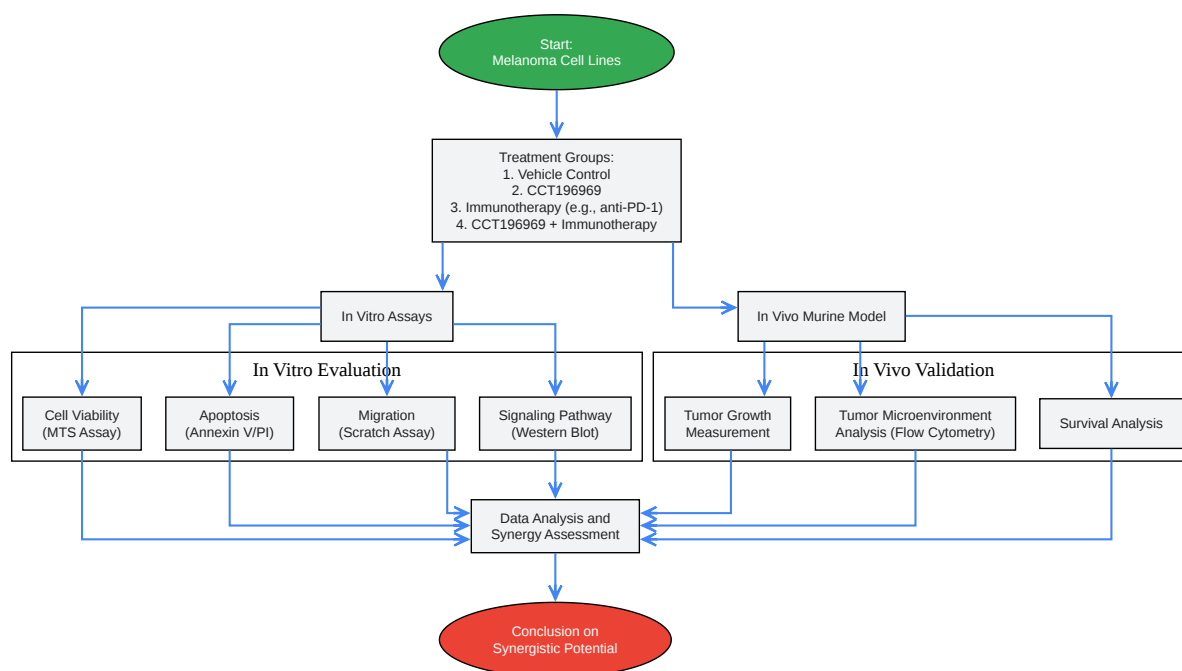 Start:
Melanoma Cell Lines
Treatment Groups:
1. Vehicle Control
2. CCT196969
3. Immunotherapy (e.g., anti-PD-1)
4. CCT196969 + Immunotherapy
In Vitro Assays
In Vivo Murine Model
In Vitro Evaluation
In Vivo Validation
Cell Viability
(MTS Assay)
Apoptosis
(Annexin V/PI)
Migration
(Scratch Assay)
Signaling Pathway
(Western Blot)
Tumor Growth
Measurement
Tumor Microenvironment
Analysis (Flow Cytometry)
Survival Analysis
Data Analysis and
Synergy Assessment
Conclusion on
Synergistic Potential